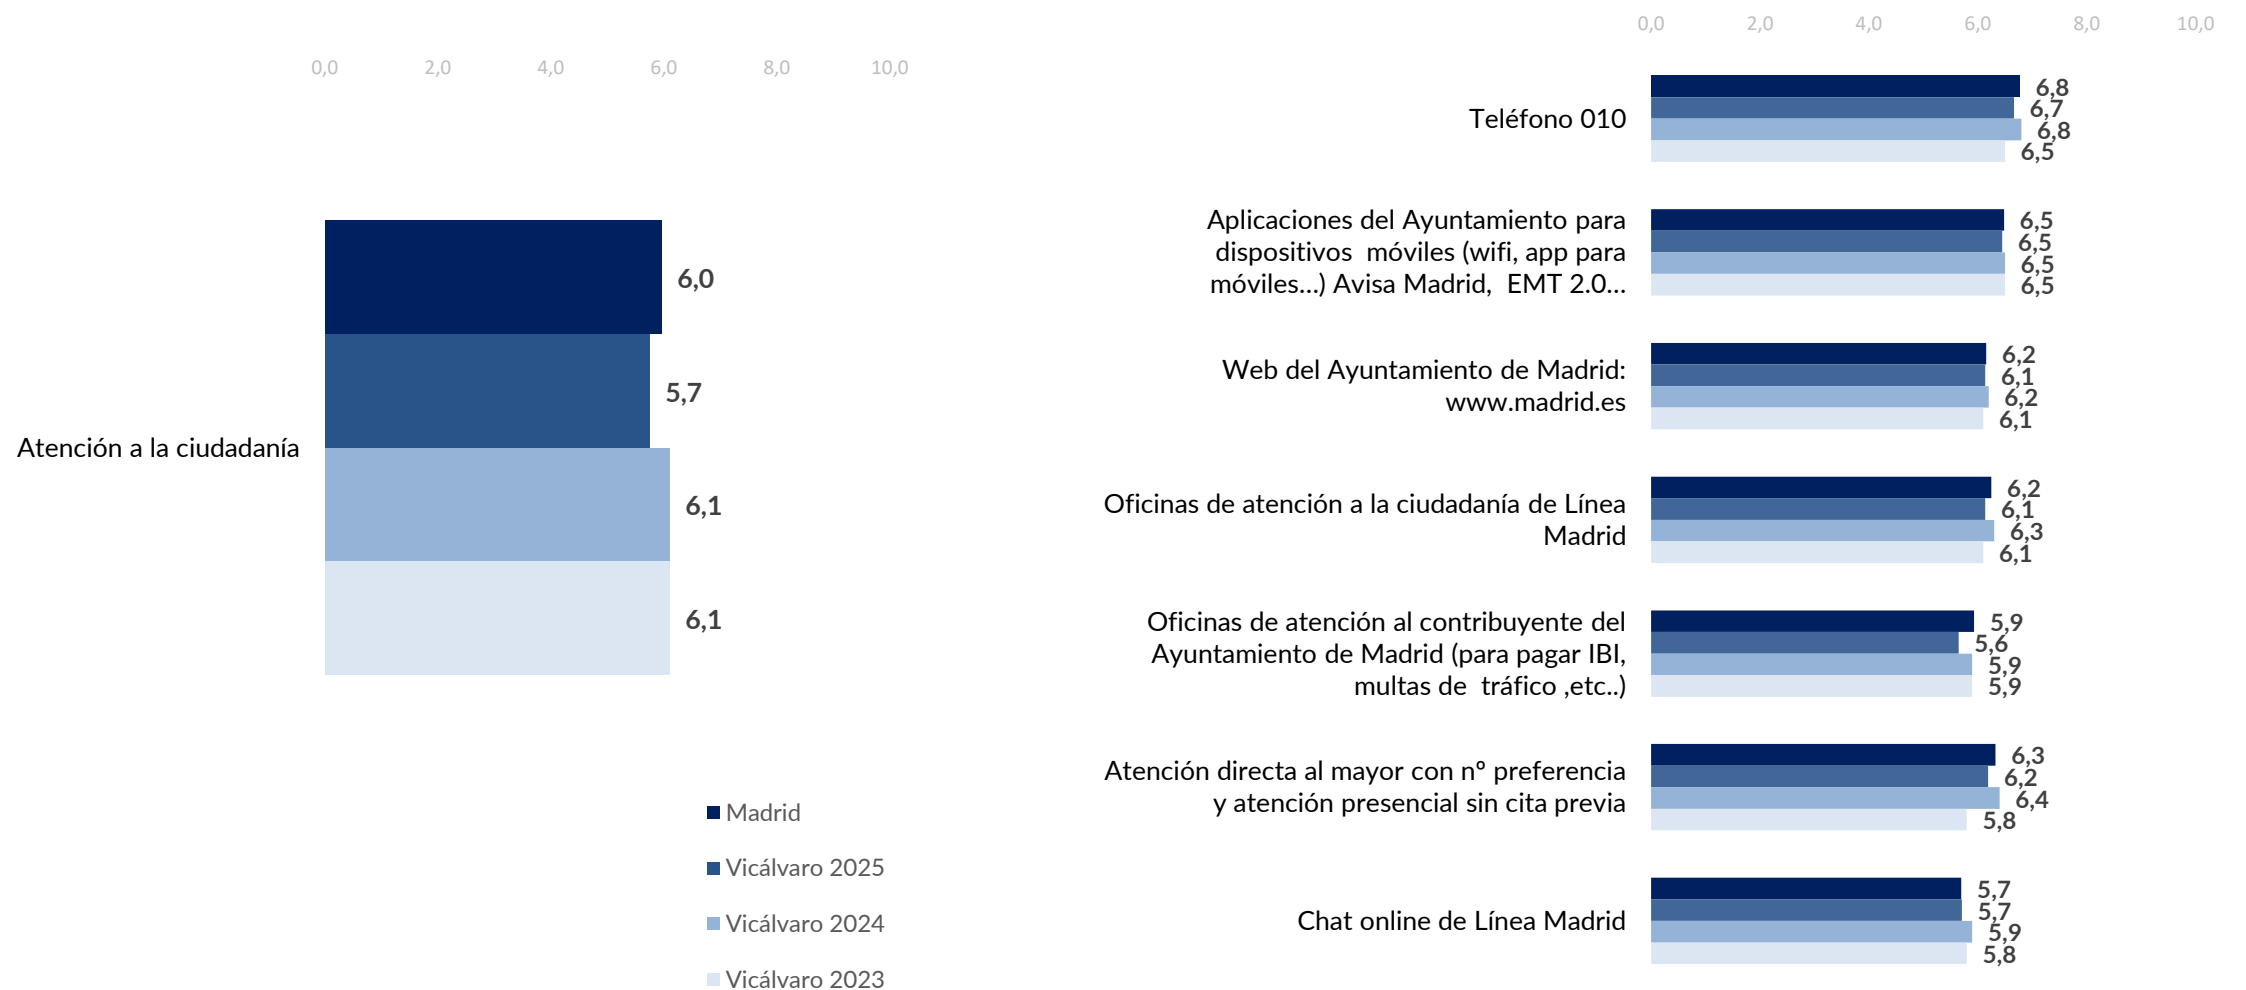 0,0 2,0 4,0 6,0 8,0 10,0
Atención a la ciudadanía
6,0
5,7
6,1
6,1
Madrid
Vicálvaro 2025
Vicálvaro 2024
Vicálvaro 2023
0,0 2,0 4,0 6,0 8,0 10,0
Teléfono 010
6,8
6,7
6,8
6,5
Aplicaciones del Ayuntamiento para
dispositivos  móviles (wifi, app para
móviles...) Avisa Madrid,  EMT 2.0...
6,5
6,5
6,5
6,5
Web del Ayuntamiento de Madrid:
www.madrid.es
6,2
6,1
6,2
6,1
Oficinas de atención a la ciudadanía de Línea
Madrid
6,2
6,1
6,3
6,1
Oficinas de atención al contribuyente del
Ayuntamiento de Madrid (para pagar IBI,
multas de  tráfico ,etc..)
5,9
5,6
5,9
5,9
Atención directa al mayor con nº preferencia
y atención presencial sin cita previa
6,3
6,2
6,4
5,8
Chat online de Línea Madrid
5,7
5,7
5,9
5,8